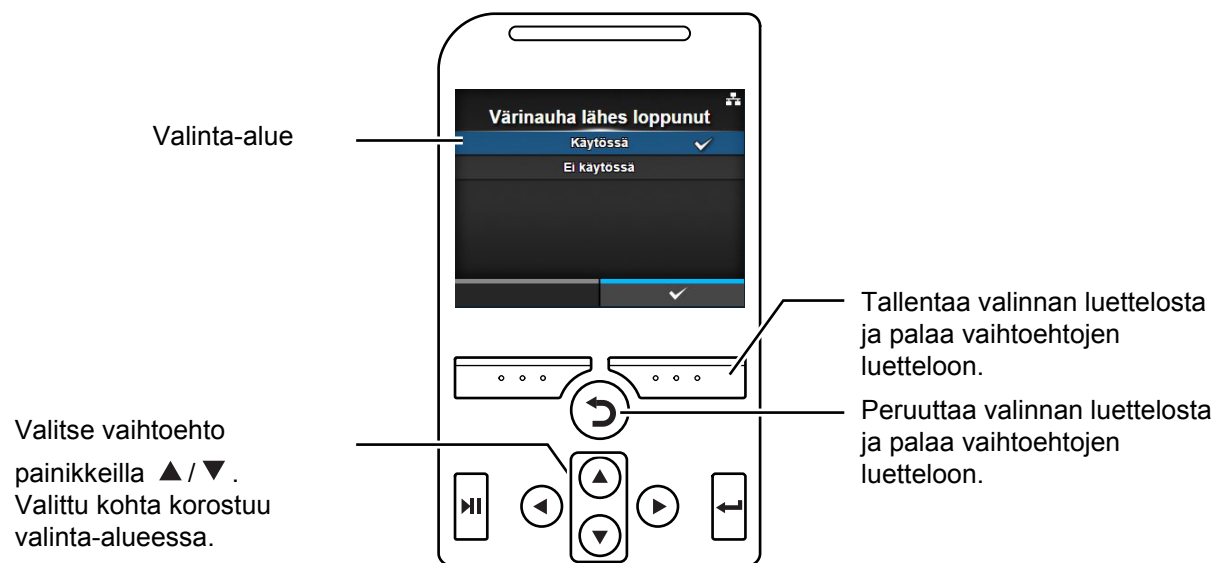 Värinauha lähes loppunut
Käytössä
Ei käytössä
Valinta-alue
Tallentaa valinnan luettelosta
ja palaa vaihtoehtojen
luetteloon.
Peruuttaa valinnan luettelosta
ja palaa vaihtoehtojen
luetteloon.
Valitse vaihtoehto
painikkeilla ▲ / ▼ .
Valittu kohta korostuu
valinta-alueessa.